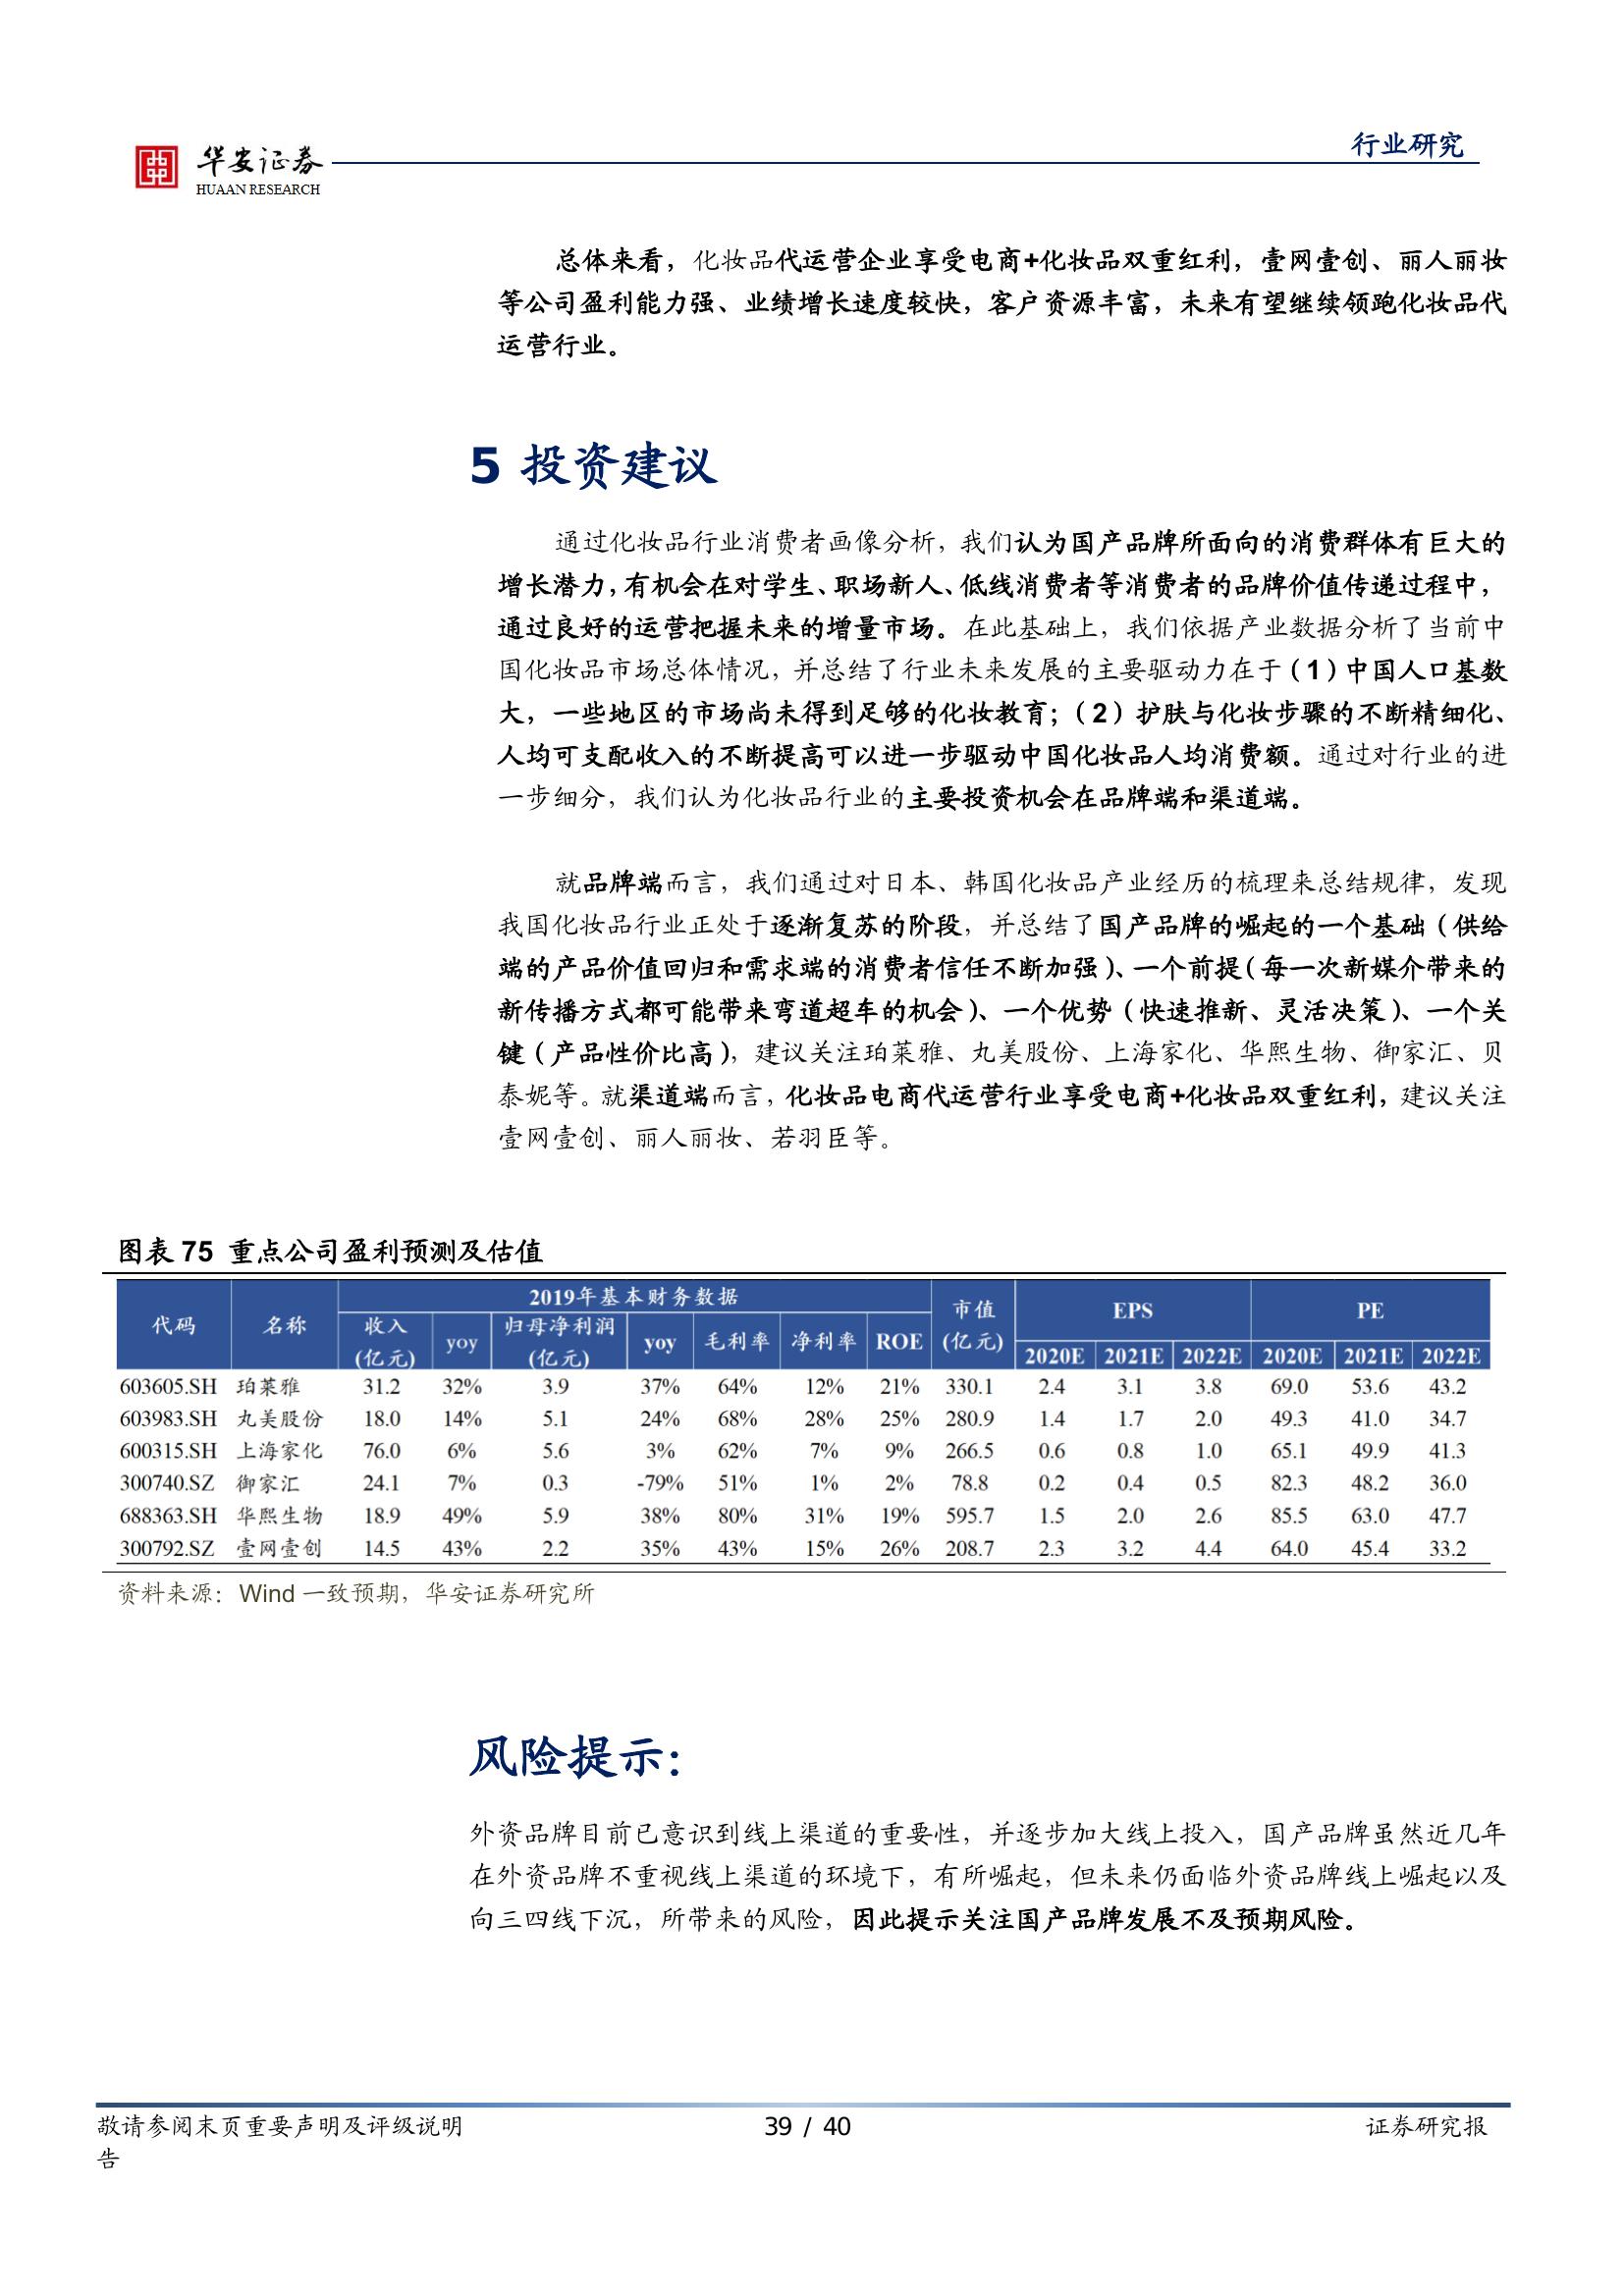 华安证券
HUAAN RESEARCH
行业研究
总体来看，化妆品代运营企业享受电商+化妆品双重红利，壹网壹创、丽人丽妆
等公司盈利能力强、业绩增长速度较快，客户资源丰富，未来有望继续领跑化妆品代
运营行业。
5 投资建议
通过化妆品行业消费者画像分析，我们认为国产品牌所面向的消费群体有巨大的
增长潜力，有机会在对学生、职场新人、低线消费者等消费者的品牌价值传递过程中，
通过良好的运营把握未来的增量市场。在此基础上，我们依据产业数据分析了当前中
国化妆品市场总体情况，并总结了行业未来发展的主要驱动力在于（1）中国人口基数
大，一些地区的市场尚未得到足够的化妆教育；（2）护肤与化妆步骤的不断精细化、
人均可支配收入的不断提高可以进一步驱动中国化妆品人均消费额。通过对行业的进
一步细分，我们认为化妆品行业的主要投资机会在品牌端和渠道端。
就品牌端而言，我们通过对日本、韩国化妆品产业经历的梳理来总结规律，发现
我国化妆品行业正处于逐渐复苏的阶段，并总结了国产品牌的崛起的一个基础（供给
端的产品价值回归和需求端的消费者信任不断加强）、一个前提（每一次新媒介带来的
新传播方式都可能带来弯道超车的机会）、一个优势（快速推新、灵活决策）、一个关
键（产品性价比高），建议关注珀莱雅、丸美股份、上海家化、华熙生物、御家汇、贝
泰妮等。就渠道端而言，化妆品电商代运营行业享受电商+化妆品双重红利，建议关注
壹网壹创、丽人丽妆、若羽臣等。
图表 75 重点公司盈利预测及估值
代码 名称 2019年基本财务数据 市值(亿元) EPS PE
收入(亿元) yoy 归母净利润(亿元) yoy 毛利率 净利率 ROE 2020E 2021E 2022E 2020E 2021E 2022E
603605.SH 珀莱雅 31.2 32% 3.9 37% 64% 12% 21% 330.1 2.4 3.1 3.8 69.0 53.6 43.2
603983.SH 丸美股份 18.0 14% 5.1 24% 68% 28% 25% 280.9 1.4 1.7 2.0 49.3 41.0 34.7
600315.SH 上海家化 76.0 6% 5.6 3% 62% 7% 9% 266.5 0.6 0.8 1.0 65.1 49.9 41.3
300740.SZ 御家汇 24.1 7% 0.3 -79% 51% 1% 2% 78.8 0.2 0.4 0.5 82.3 48.2 36.0
688363.SH 华熙生物 18.9 49% 5.9 38% 80% 31% 19% 595.7 1.5 2.0 2.6 85.5 63.0 47.7
300792.SZ 壹网壹创 14.5 43% 2.2 35% 43% 15% 26% 208.7 2.3 3.2 4.4 64.0 45.4 33.2
资料来源：Wind 一致预期，华安证券研究所
风险提示：
外资品牌目前已意识到线上渠道的重要性，并逐步加大线上投入，国产品牌虽然近几年
在外资品牌不重视线上渠道的环境下，有所崛起，但未来仍面临外资品牌线上崛起以及
向三四线下沉，所带来的风险，因此提示关注国产品牌发展不及预期风险。
敬请参阅末页重要声明及评级说明 39 / 40 证券研究报
告